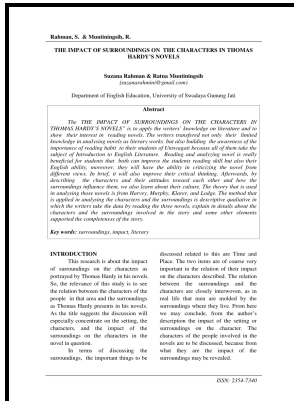 Rahman, S. & Muntiningsih, R.
THE IMPACT OF SURROUNDINGS ON THE CHARACTERS IN THOMAS
HARDY'S NOVELS
Suzana Rahman & Ratna Muntiningsih
(suzanarahmini@gmail.com)
Department of English Education, University of Swadaya Gunung Jati
Abstract
The THE IMPACT OF SURROUNDINGS ON THE CHARACTERS IN
THOMAS HARDY'S NOVELS" is to apply the writers' knowledge on literature and to
show their interest in reading novels. The writers transferred not only their limited
knowledge in analysing novels as literary works but also building the awareness of the
importance of reading habit to their students of Unswagati because all of them take the
subject of Introduction to English Literature. Reading and analyzing novel is really
beneficial for students that both can improve the students reading skill but also their
English ability, moreover, they will have the ability in criticizing the novel from
different views. In brief, it will also improve their critical thinking. Afterwards, by
describing the characters and their attitudes toward each other and how the
surroundings influence them, we also learn about their culture. The theory that is used
in analyzing those novels is from Harvey, Murphy, Klarer, and Lodge. The method that
is applied in analyzing the characters and the surroundings is descriptive qualitative in
which the writers take the data by reading the three novels, explain in details about the
characters and the surroundings involved in the story and some other elements
supported the completeness of the story.
Key words: surroundings, impact, literary
INTRODUCTION
This research is about the impact
of surroundings on the characters as
portrayed by Thomas Hardy in his novels.
So, the relevance of this study is to see
the relation between the characters of the
people in that area and the surroundings
as Thomas Hardy presents in his novels.
As the title suggests the discussion will
especially concentrate on the setting, the
characters, and the impact of the
surroundings on the characters in the
novel in question.
In terms of discussing the
surroundings, the important things to be
discussed related to this are Time and
Place. The two items are of course very
important in the relation of their impact
on the characters described. The relation
between the surroundings and the
characters are closely interwoven, as in
real life that men are molded by the
surroundings where they live. From here
we may conclude, from the author's
description the impact of the setting or
surroundings on the character. The
characters of the people involved in the
novels are to be discussed, because from
what they are the impact of the
surroundings may be revealed.
ISSN: 2354-7340